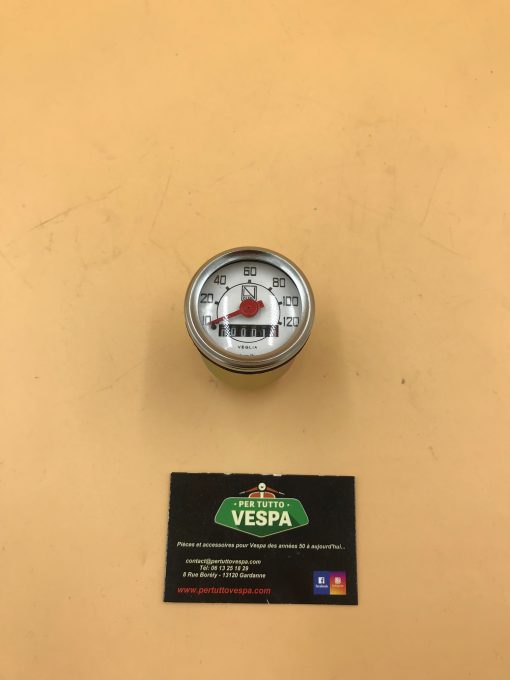 60
40 80
20 100
10 120
VEGLIA
PER TUTTO
VESPA
Pièces et accessoires pour Vespa des années 50 à aujourd'hui...
contact@pertuttovespa.com
Tél: 06 13 25 18 29
8 Rue Borély - 13120 Gardanne
www.pertuttovespa.com
facebook